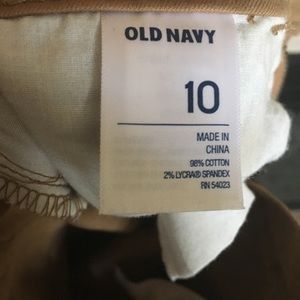 OLD NAVY
10
MADE IN
CHINA
98% COTTON
2% LYCRA® SPANDEX
RN 54023